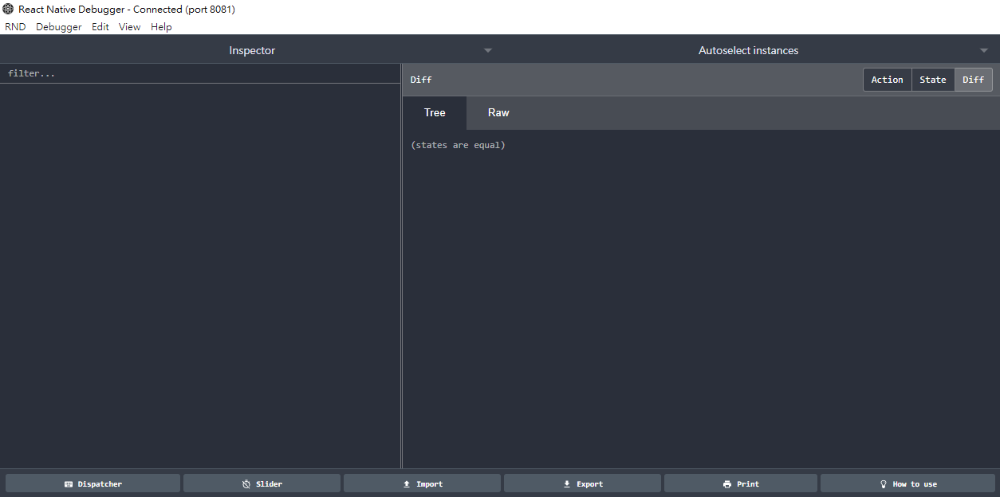 React Native Debugger - Connected (port 8081)
RND Debugger Edit View Help
Inspector Autoselect instances
filter...
Diff Action State Diff
Tree Raw
(states are equal)
Dispatcher Slider Import Export Print How to use